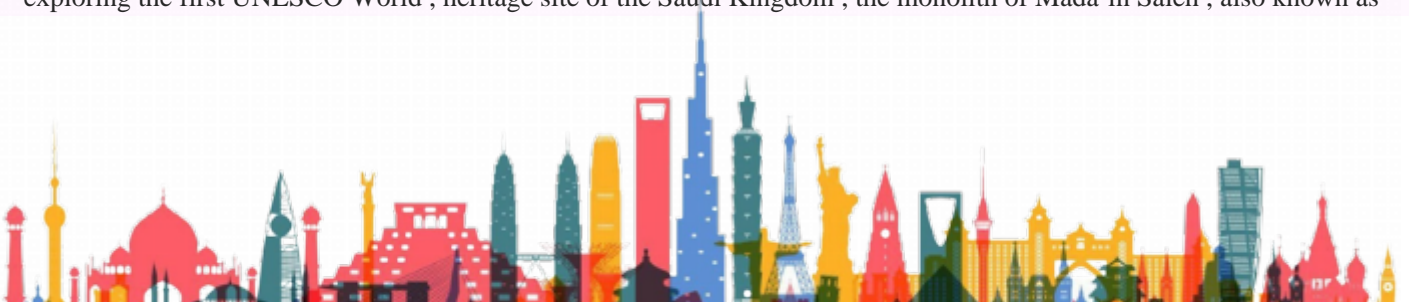 exploring the first UNESCO World , heritage site of the Saudi Kingdom , the monolith of Mada'in Saleh , also known as